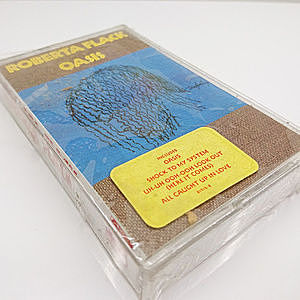 ROBERTA FLACK
OASIS
INCLUDES
OASIS
SHOCK TO MY SYSTEM
UH-UH OOH-OOH LOOK OUT
(HERE IT COMES)
ALL CAUGHT UP IN LOVE